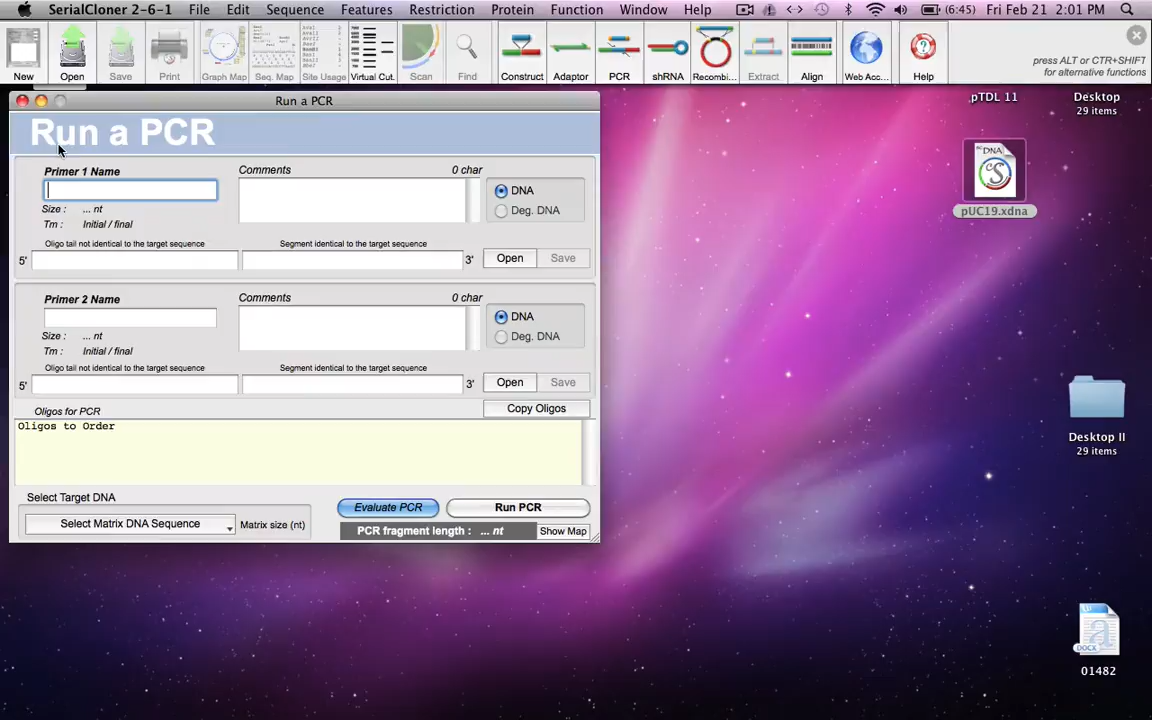 SerialCloner 2-6-1 File Edit Sequence Features Restriction Protein Function Window Help (6:45) Fri Feb 21 2:01 PM
New Open Save Print Graph Map Seq. Map Site Usage Virtual Cut.. Scan Find Construct Adaptor PCR shRNA Recombi... Extract Align Web Acc... Help
press ALT or CTR+SHIFT
for alternative functions
Run a PCR
Run a PCR
Primer 1 Name Comments 0 char
DNA
Size : ... nt Deg. DNA
Tm : Initial / final
Oligo tail not identical to the target sequence Segment identical to the target sequence
5' 3' Open Save
Primer 2 Name Comments 0 char
DNA
Size : ... nt Deg. DNA
Tm : Initial / final
Oligo tail not identical to the target sequence Segment identical to the target sequence
5' 3' Open Save
Oligos for PCR Copy Oligos
Oligos to Order
Select Target DNA
Select Matrix DNA Sequence Matrix size (nt)
Evaluate PCR Run PCR
PCR fragment length : ... nt Show Map
pTDL 11
Desktop
29 items
DNA
pUC19.xdna
Desktop II
29 items
DOCX
01482